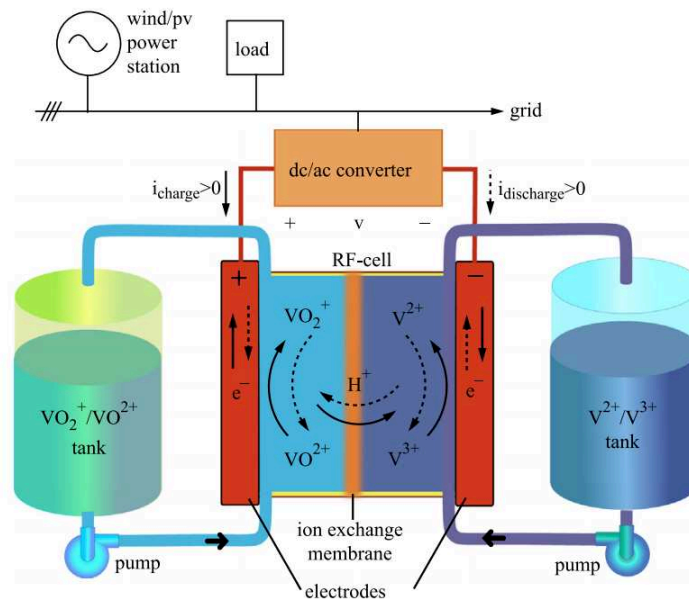 wind/pv
power
station
load
grid
dc/ac converter
i_charge>0
i_discharge>0
+ v −
RF-cell
+
−
VO₂⁺
V²⁺
e⁻
H⁺
e⁻
VO²⁺
V³⁺
VO₂⁺/VO²⁺
tank
V²⁺/V³⁺
tank
ion exchange
membrane
pump
electrodes
pump